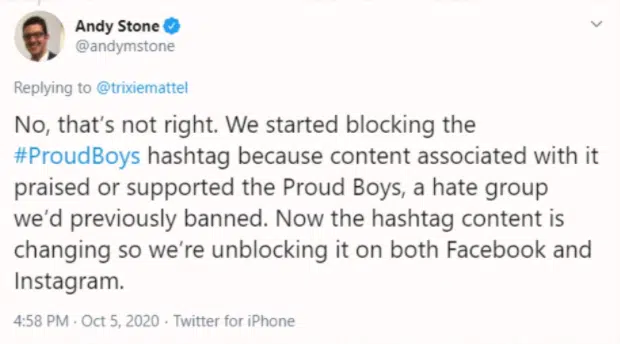 Andy Stone
@andymstone
Replying to @trixiemattel
No, that's not right. We started blocking the
#ProudBoys hashtag because content associated with it
praised or supported the Proud Boys, a hate group
we'd previously banned. Now the hashtag content is
changing so we're unblocking it on both Facebook and
Instagram.
4:58 PM · Oct 5, 2020 · Twitter for iPhone